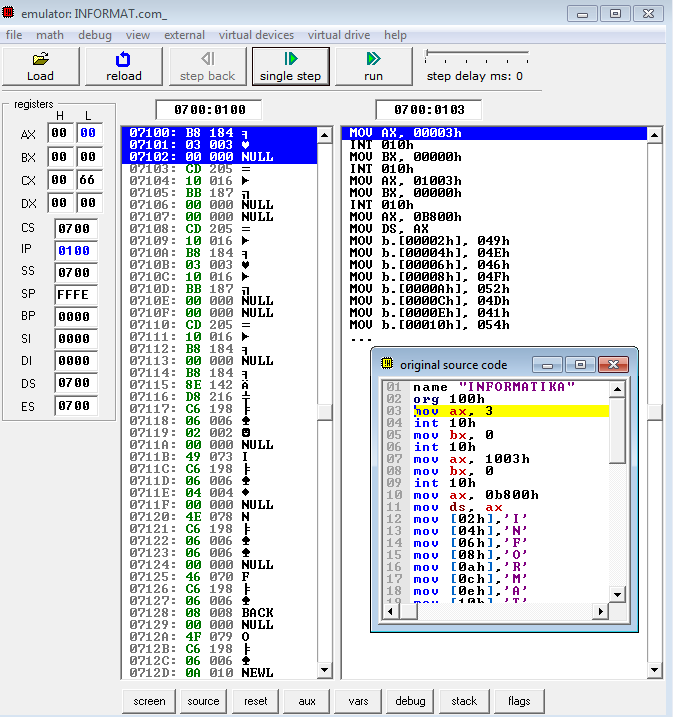 emulator: INFORMAT.com_
file math debug view external virtual devices virtual drive help
Load reload step back single step run step delay ms: 0
registers
H L
AX 00 00
BX 00 00
CX 00 66
DX 00 00
CS 0700
IP 0100
SS 0700
SP FFFE
BP 0000
SI 0000
DI 0000
DS 0700
ES 0700
0700:0100
07100: B8 184 ╕
07101: 03 003 ♥
07102: 00 000 NULL
07103: CD 205 ═
07104: 10 016 ►
07105: BB 187 ╗
07106: 00 000 NULL
07107: 00 000 NULL
07108: CD 205 ═
07109: 10 016 ►
0710A: B8 184 ╕
0710B: 03 003 ♥
0710C: 10 016 ►
0710D: BB 187 ╗
0710E: 00 000 NULL
0710F: 00 000 NULL
07110: CD 205 ═
07111: 10 016 ►
07112: B8 184 ╕
07113: 00 000 NULL
07114: B8 184 ╕
07115: 8E 142 Ä
07116: D8 216 ╪
07117: C6 198 ╞
07118: 06 006 ♠
07119: 02 002 ☻
0711A: 00 000 NULL
0711B: 49 073 I
0711C: C6 198 ╞
0711D: 06 006 ♠
0711E: 04 004 ♦
0711F: 00 000 NULL
07120: 4E 078 N
07121: C6 198 ╞
07122: 06 006 ♠
07123: 06 006 ♠
07124: 00 000 NULL
07125: 46 070 F
07126: C6 198 ╞
07127: 06 006 ♠
07128: 08 008 BACK
07129: 00 000 NULL
0712A: 4F 079 O
0712B: C6 198 ╞
0712C: 06 006 ♠
0712D: 0A 010 NEWL
0700:0103
MOV AX, 00003h
INT 010h
MOV BX, 00000h
INT 010h
MOV AX, 01003h
MOV BX, 00000h
INT 010h
MOV AX, 0B800h
MOV DS, AX
MOV b.[00002h], 049h
MOV b.[00004h], 04Eh
MOV b.[00006h], 046h
MOV b.[00008h], 04Fh
MOV b.[0000Ah], 052h
MOV b.[0000Ch], 04Dh
MOV b.[0000Eh], 041h
MOV b.[00010h], 054h
...
original source code
01 name "INFORMATIKA"
02 org 100h
03 mov ax, 3
04 int 10h
05 mov bx, 0
06 int 10h
07 mov ax, 1003h
08 mov bx, 0
09 int 10h
10 mov ax, 0b800h
11 mov ds, ax
12 mov [02h],'I'
13 mov [04h],'N'
14 mov [06h],'F'
15 mov [08h],'O'
16 mov [0ah],'R'
17 mov [0ch],'M'
18 mov [0eh],'A'
19 mov [10h],'T'
screen source reset aux vars debug stack flags